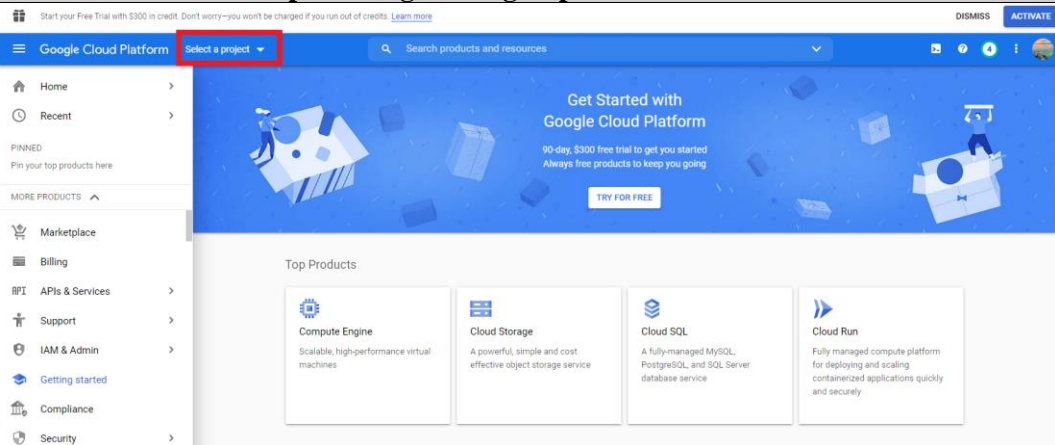 Start your Free Trial with $300 in credit. Don't worry—you won't be charged if you run out of credits. Learn more
DISMISS
ACTIVATE
Google Cloud Platform
Select a project
Search products and resources
4
Home
Recent
PINNED
Pin your top products here
MORE PRODUCTS
Marketplace
Billing
API
APIs & Services
Support
IAM & Admin
Getting started
Compliance
Security
Get Started with
Google Cloud Platform
90-day, $300 free trial to get you started
Always free products to keep you going
TRY FOR FREE
Top Products
Compute Engine
Scalable, high-performance virtual
machines
Cloud Storage
A powerful, simple and cost
effective object storage service
Cloud SQL
A fully-managed MySQL,
PostgreSQL, and SQL Server
database service
Cloud Run
Fully managed compute platform
for deploying and scaling
containerized applications quickly
and securely